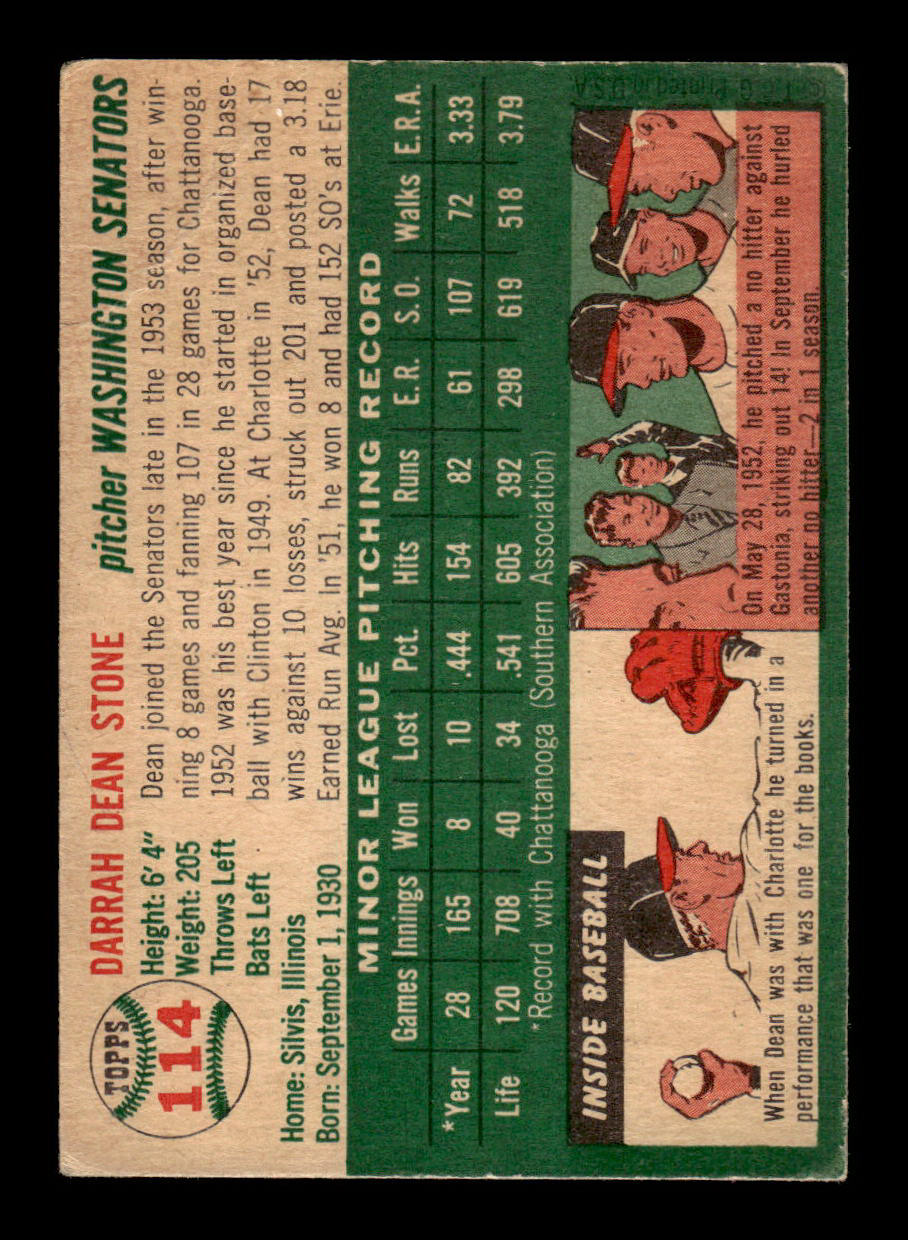 TOPPS
114
DARRAH DEAN STONE
pitcher WASHINGTON SENATORS
Height: 6' 4"
Weight: 205
Throws Left
Bats Left
Home: Silvis, Illinois
Born: September 1, 1930
Dean joined the Senators late in the 1953 season, after win-
ning 8 games and fanning 107 in 28 games for Chattanooga.
1952 was his best year since he started in organized base-
ball with Clinton in 1949. At Charlotte in '52, Dean had 17
wins against 10 losses, struck out 201 and posted a 3.18
Earned Run Avg. In '51, he won 8 and had 152 SO's at Erie.
MINOR LEAGUE PITCHING RECORD
Games Innings Won Lost Pct. Hits Runs E.R. S.O. Walks E.R.A.
*Year 28 165 8 10 .444 154 82 61 107 72 3.33
Life 120 708 40 34 .541 605 392 298 619 518 3.79
*Record with Chattanooga (Southern Association)
INSIDE BASEBALL
When Dean was with Charlotte he turned in a
performance that was one for the books.
On May 28, 1952, he pitched a no hitter against
Gastonia, striking out 14! In September he hurled
another no hitter—2 in 1 season.
© T. C. G. Printed in U.S.A.